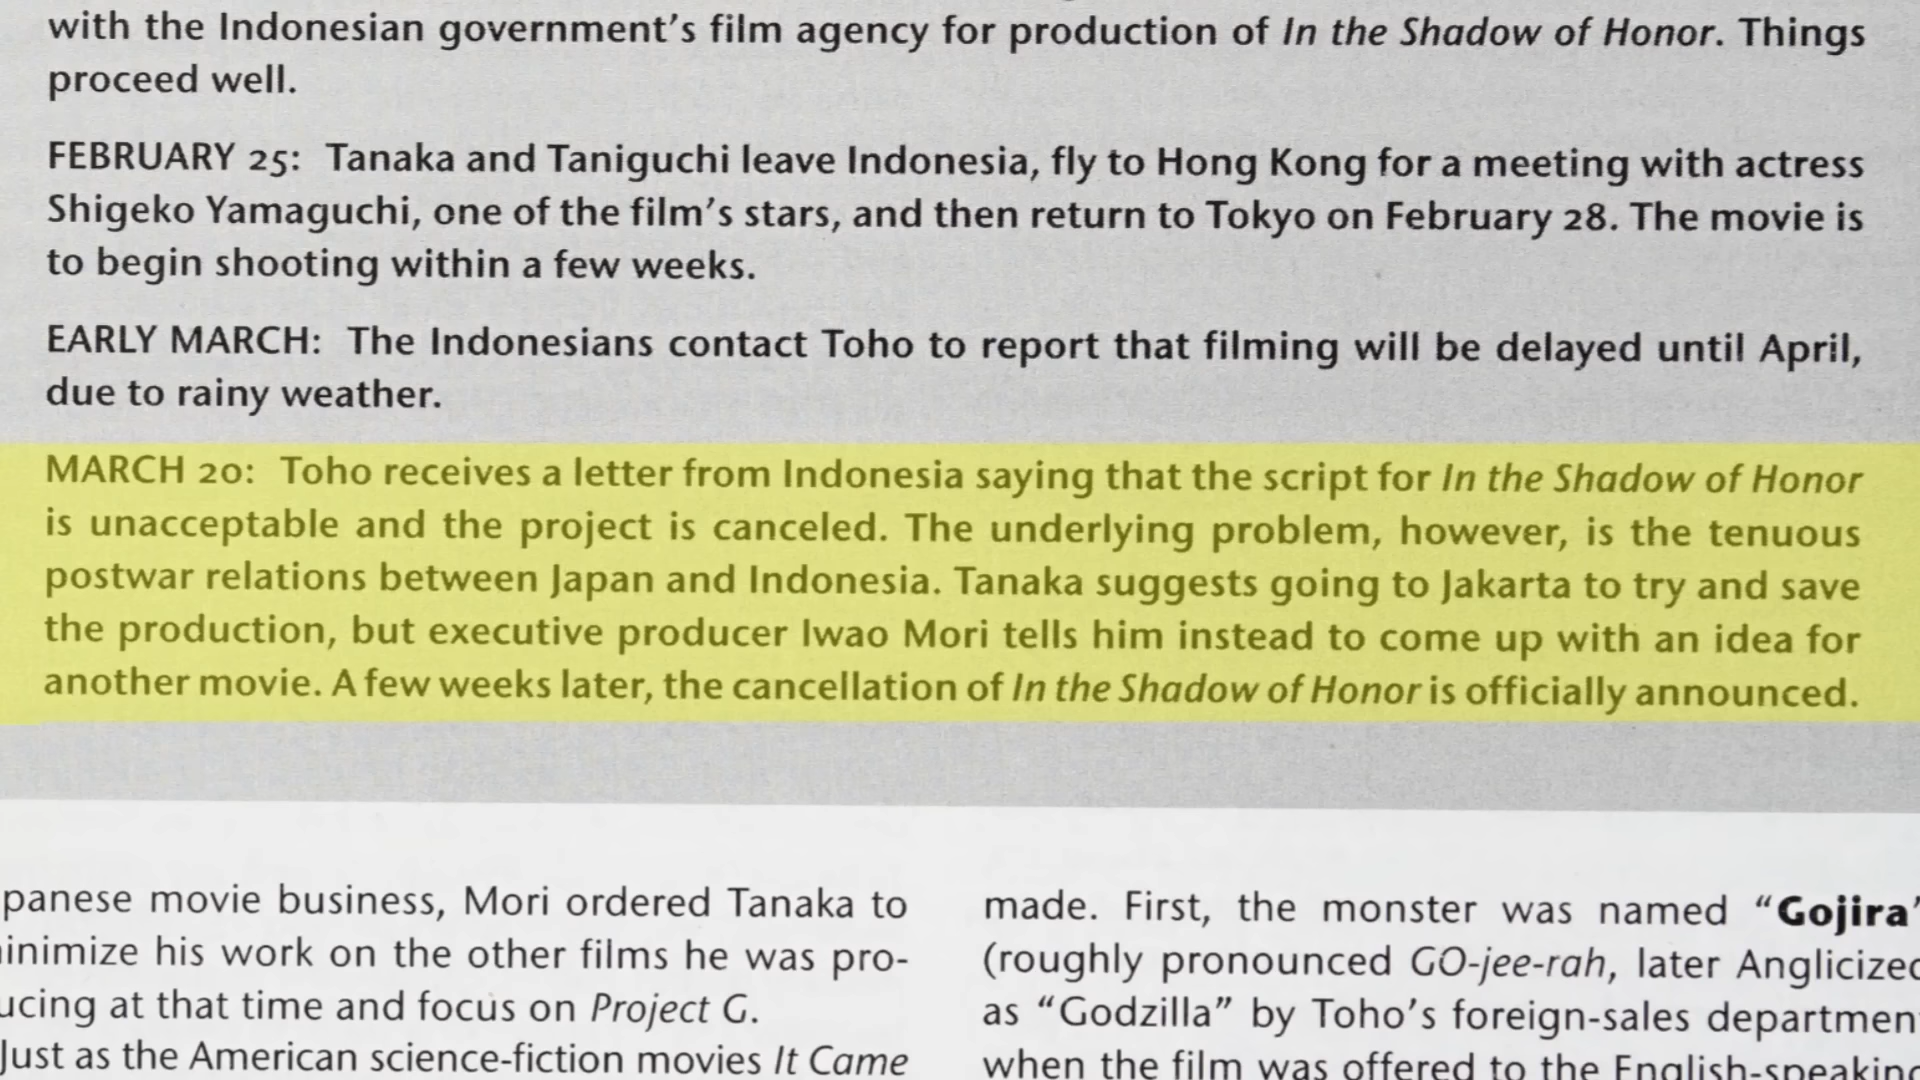 with the Indonesian government's film agency for production of In the Shadow of Honor. Things
proceed well.
FEBRUARY 25: Tanaka and Taniguchi leave Indonesia, fly to Hong Kong for a meeting with actress
Shigeko Yamaguchi, one of the film's stars, and then return to Tokyo on February 28. The movie is
to begin shooting within a few weeks.
EARLY MARCH: The Indonesians contact Toho to report that filming will be delayed until April,
due to rainy weather.
MARCH 20: Toho receives a letter from Indonesia saying that the script for In the Shadow of Honor
is unacceptable and the project is canceled. The underlying problem, however, is the tenuous
postwar relations between Japan and Indonesia. Tanaka suggests going to Jakarta to try and save
the production, but executive producer Iwao Mori tells him instead to come up with an idea for
another movie. A few weeks later, the cancellation of In the Shadow of Honor is officially announced.
panese movie business, Mori ordered Tanaka to
inimize his work on the other films he was pro-
ucing at that time and focus on Project G.
Just as the American science-fiction movies It Came
made. First, the monster was named "Gojira"
(roughly pronounced GO-jee-rah, later Anglicized
as "Godzilla" by Toho's foreign-sales departmen
when the film was offered to the English-speaking